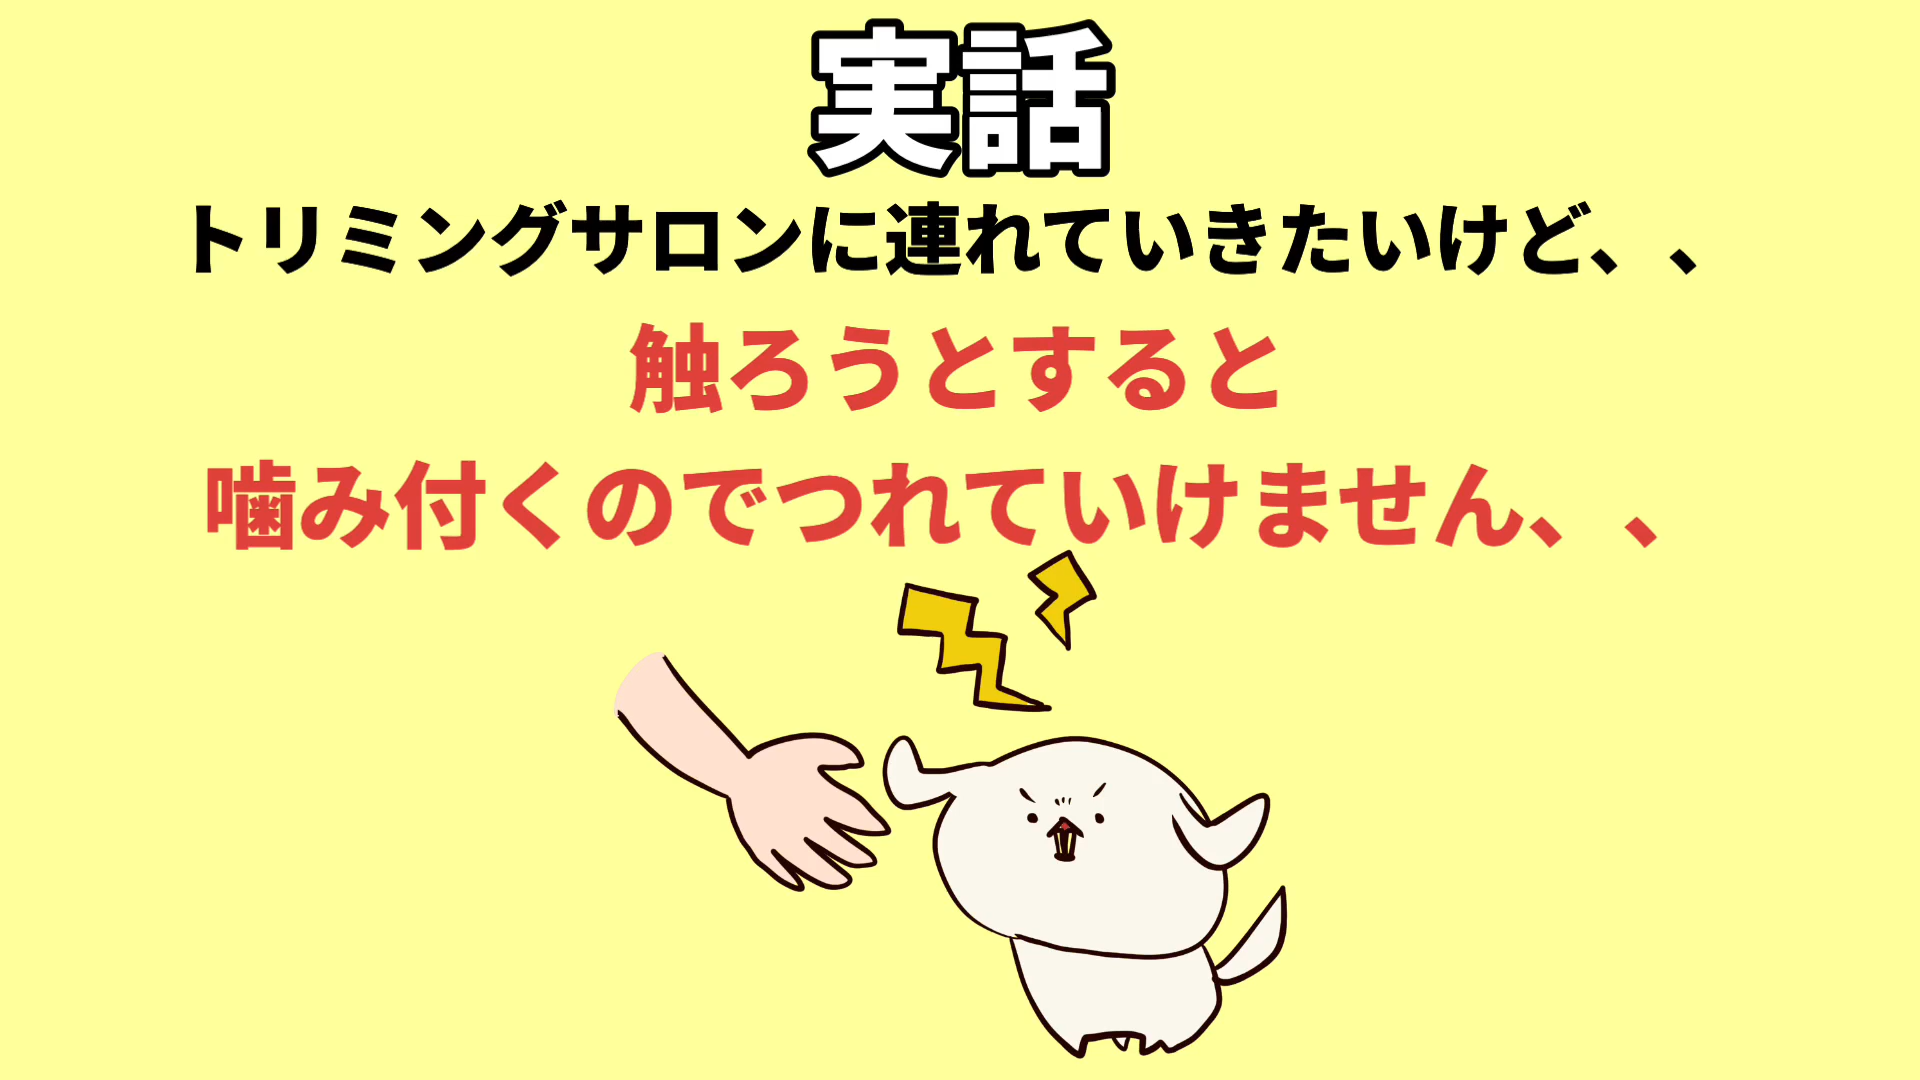 実話
トリミングサロンに連れていきたいけど、、
触ろうとすると
噛み付くのでつれていけません、、